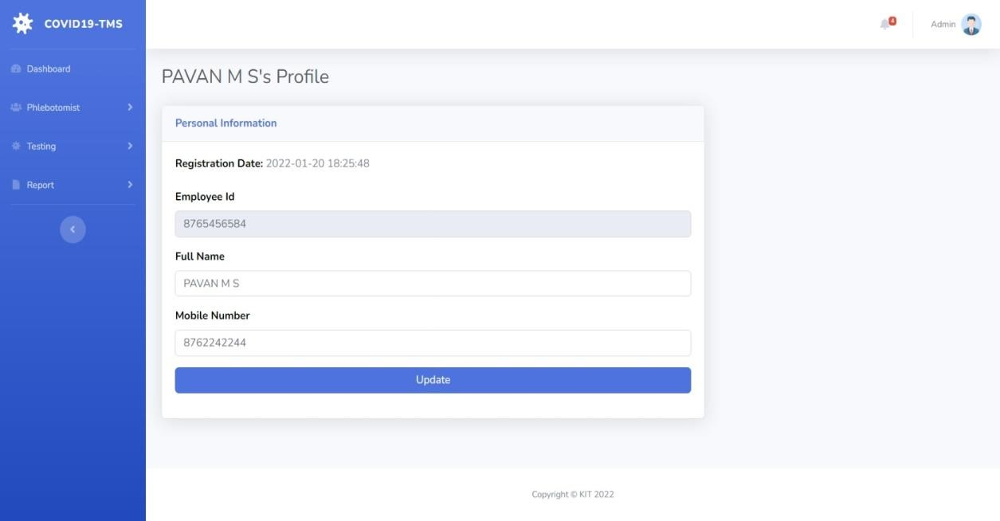 COVID19-TMS
4
Admin
Dashboard
Phlebotomist
Testing
Report
PAVAN M S's Profile
Personal Information
Registration Date: 2022-01-20 18:25:48
Employee Id
8765456584
Full Name
PAVAN M S
Mobile Number
8762242244
Update
Copyright © KIT 2022